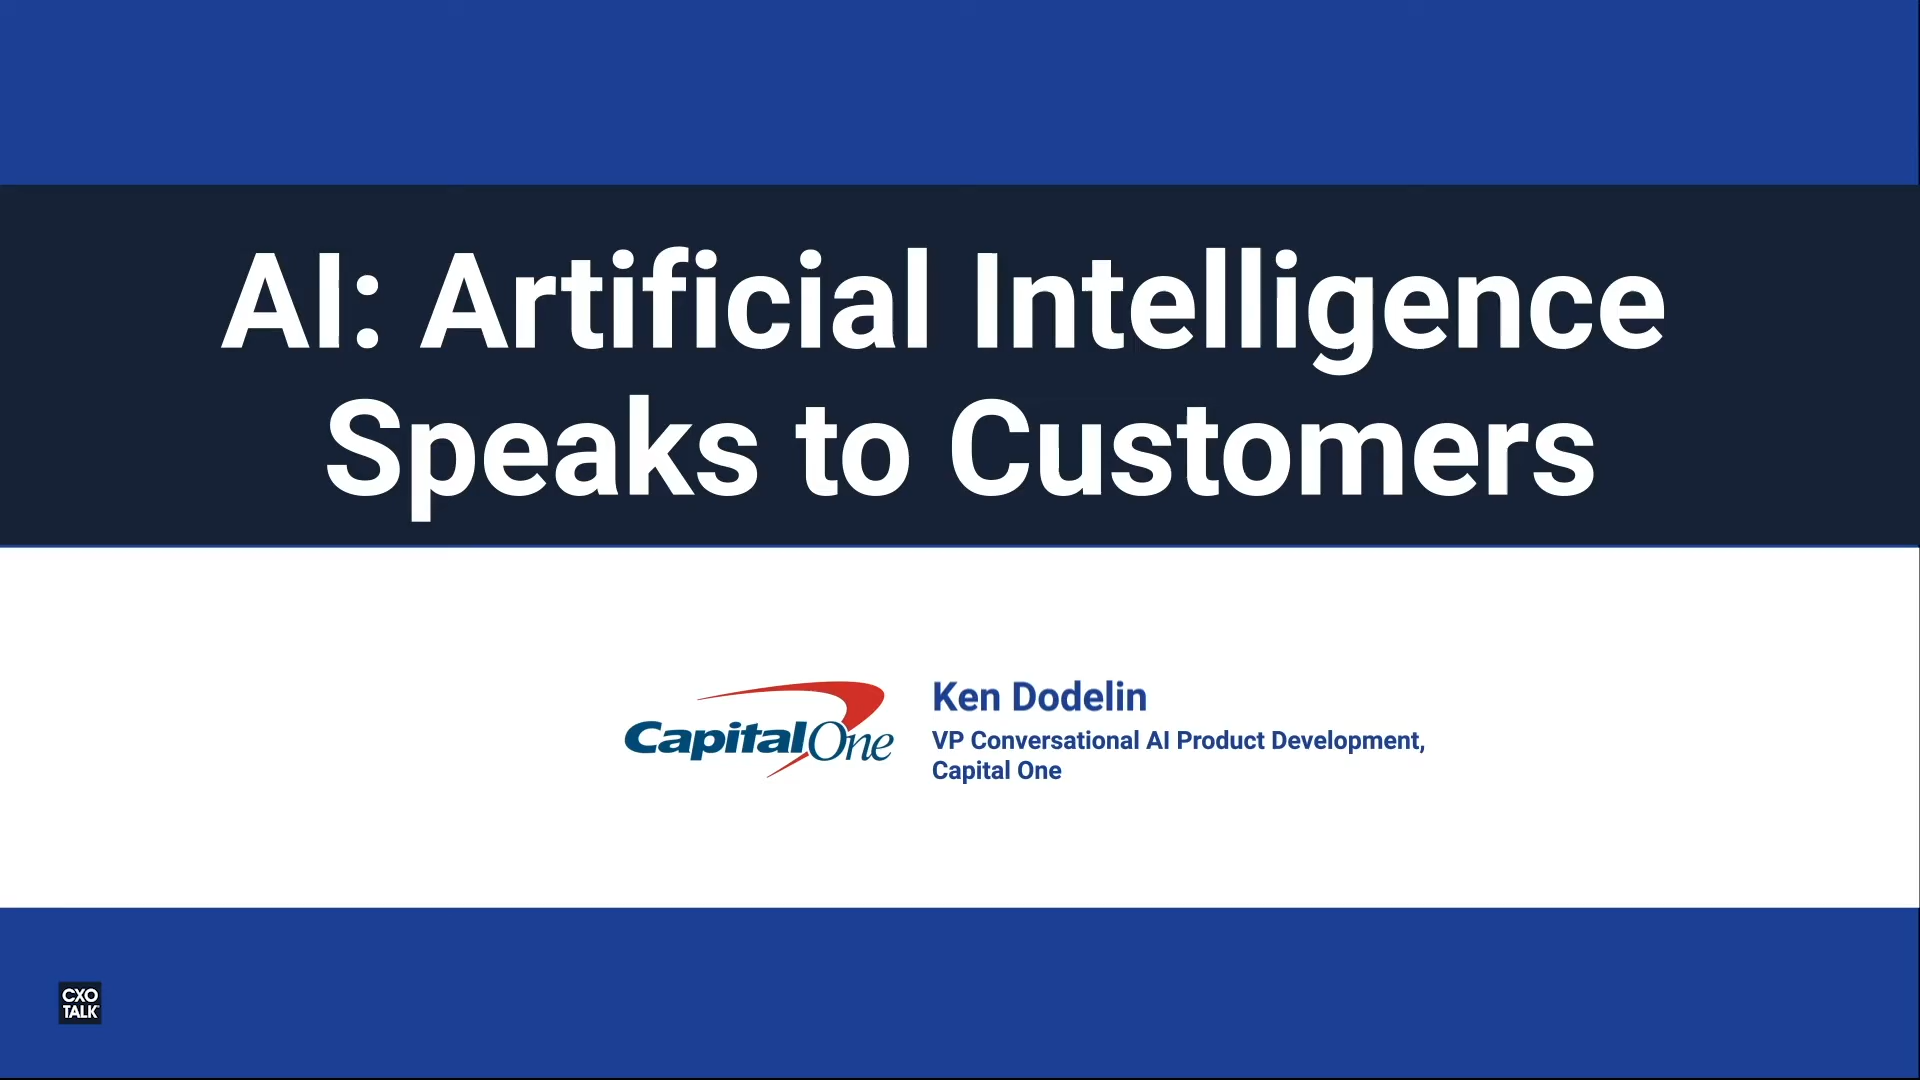 AI: Artificial Intelligence
Speaks to Customers
Capital One
Ken Dodelin
VP Conversational AI Product Development,
Capital One
CXO
TALK